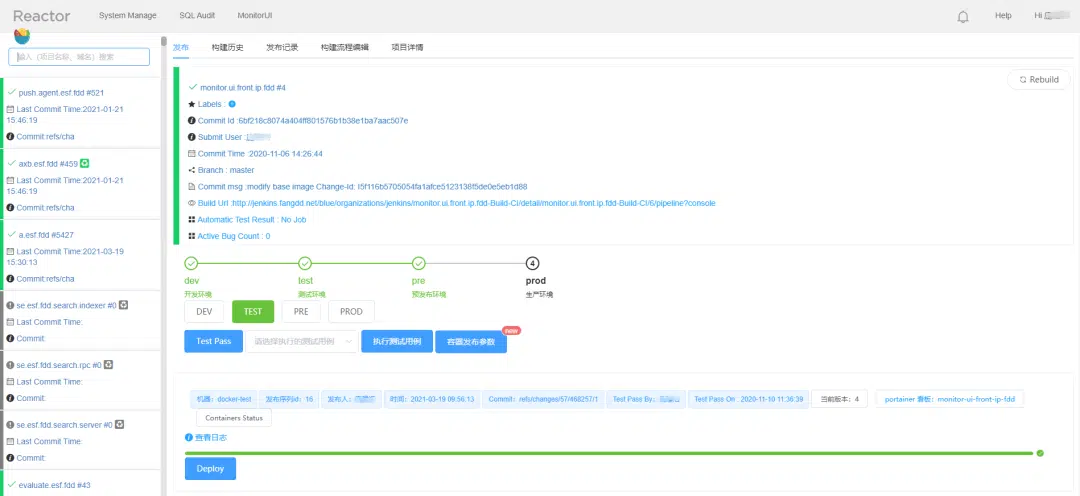 Reactor System Manage SQL Audit MonitorUI Help Hi
输入（项目名称、域名）搜索
push.agent.esf.fdd #521
Last Commit Time:2021-01-21 15:46:19
Commit:refs/cha
axb.esf.fdd #459
Last Commit Time:2021-01-21 15:46:19
Commit:refs/cha
a.esf.fdd #5427
Last Commit Time:2021-03-19 15:30:13
Commit:refs/cha
se.esf.fdd.search.indexer #0
Last Commit Time:
Commit:
se.esf.fdd.search.rpc #0
Last Commit Time:
Commit:
se.esf.fdd.search.server #0
Last Commit Time:
Commit:
evaluate.esf.fdd #43
发布 构建历史 发布记录 构建流程编辑 项目详情
Rebuild
monitor.ui.front.ip.fdd #4
Labels :
Commit Id :6bf218c8074a404ff801576b1b38e1ba7aac507e
Submit User :
Commit Time :2020-11-06 14:26:44
Branch : master
Commit msg :modify base image Change-Id: I5f116b5705054fa1afce5123138f5de0e5eb1d88
Build Url :http://jenkins.fangdd.net/blue/organizations/jenkins/monitor.ui.front.ip.fdd-Build-CI/detail/monitor.ui.front.ip.fdd-Build-CI/6/pipeline?console
Automatic Test Result : No Job
Active Bug Count : 0
4
dev test pre prod
开发环境 测试环境 预发布环境 生产环境
DEV TEST PRE PROD
new
Test Pass 请选择执行的测试用例 执行测试用例 容器发布参数
机器：docker-test 发布序列id：16 发布人： 时间：2021-03-19 09:56:13 Commit：refs/changes/57/468257/1 Test Pass By： Test Pass On：2020-11-10 11:36:39 当前版本：4 portainer 看板：monitor-ui-front-ip-fdd
Containers Status
查看日志
Deploy